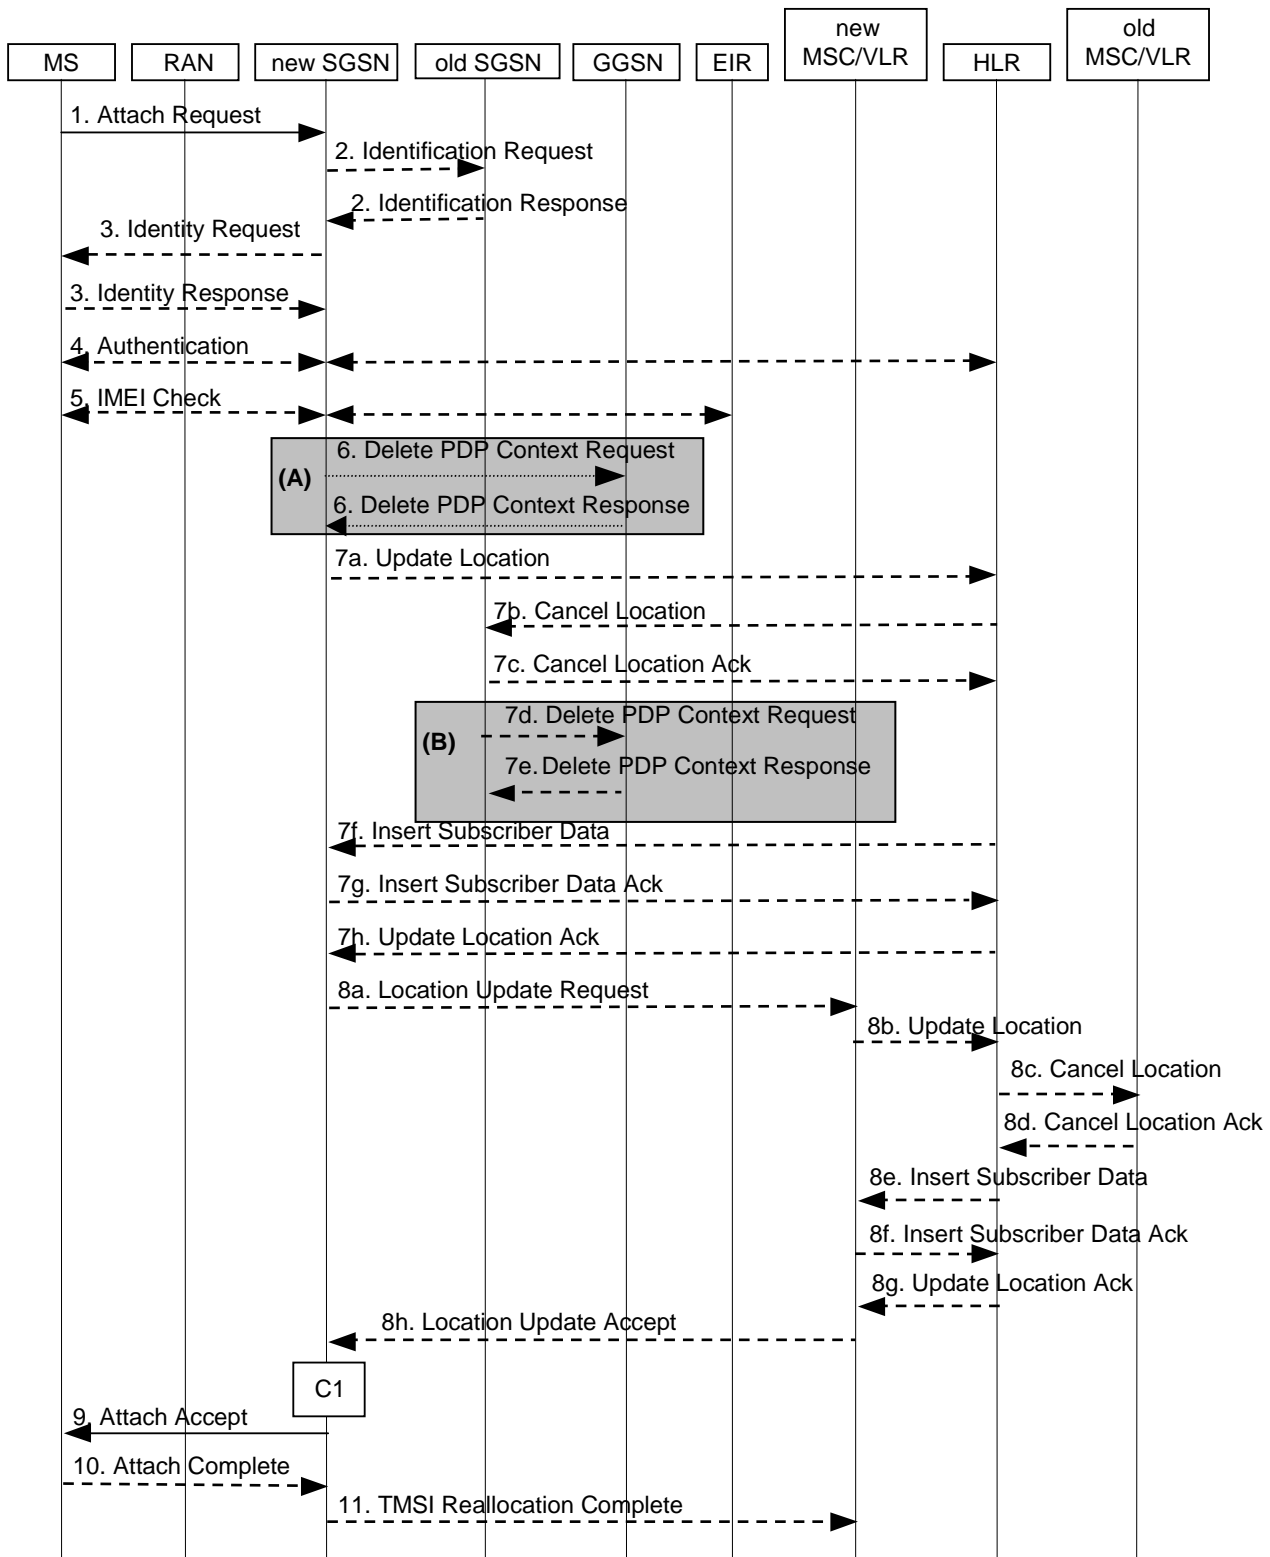 new
old
MS
RAN
new SGSN
old SGSN
GGSN
EIR
MSC/VLR
HLR
MSC/VLR
1. Attach Request
2. Identification Request
2. Identification Response
3. Identity Request
3. Identity Response
4. Authentication
5. IMEI Check
6. Delete PDP Context Request
(A)
6. Delete PDP Context Response
7a. Update Location
7b. Cancel Location
7c. Cancel Location Ack
7d. Delete PDP Context Request
(B)
7e. Delete PDP Context Response
7f. Insert Subscriber Data
7g. Insert Subscriber Data Ack
7h. Update Location Ack
8a. Location Update Request
8b. Update Location
8c. Cancel Location
8d. Cancel Location Ack
8e. Insert Subscriber Data
8f. Insert Subscriber Data Ack
8g. Update Location Ack
8h. Location Update Accept
C1
9. Attach Accept
10. Attach Complete
11. TMSI Reallocation Complete